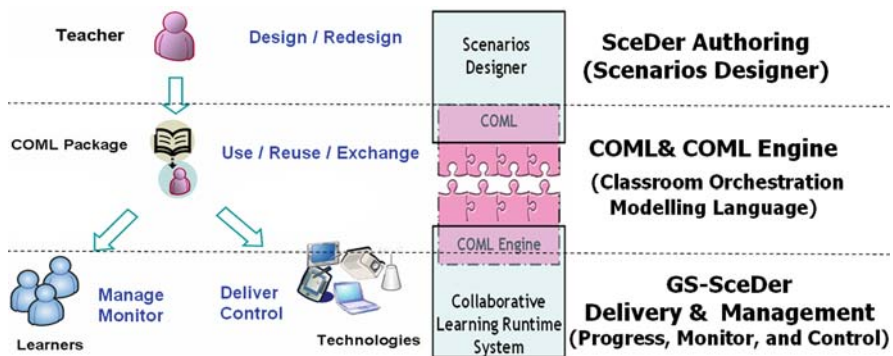 Teacher
Design / Redesign
Scenarios
Designer
SceDer Authoring
(Scenarios Designer)
COML Package
Use / Reuse / Exchange
COML
COML& COML Engine
(Classroom Orchestration
Modelling Language)
COML Engine
Manage
Monitor
Deliver
Control
Learners
Technologies
Collaborative
Learning Runtime
System
GS-SceDer
Delivery & Management
(Progress, Monitor, and Control)